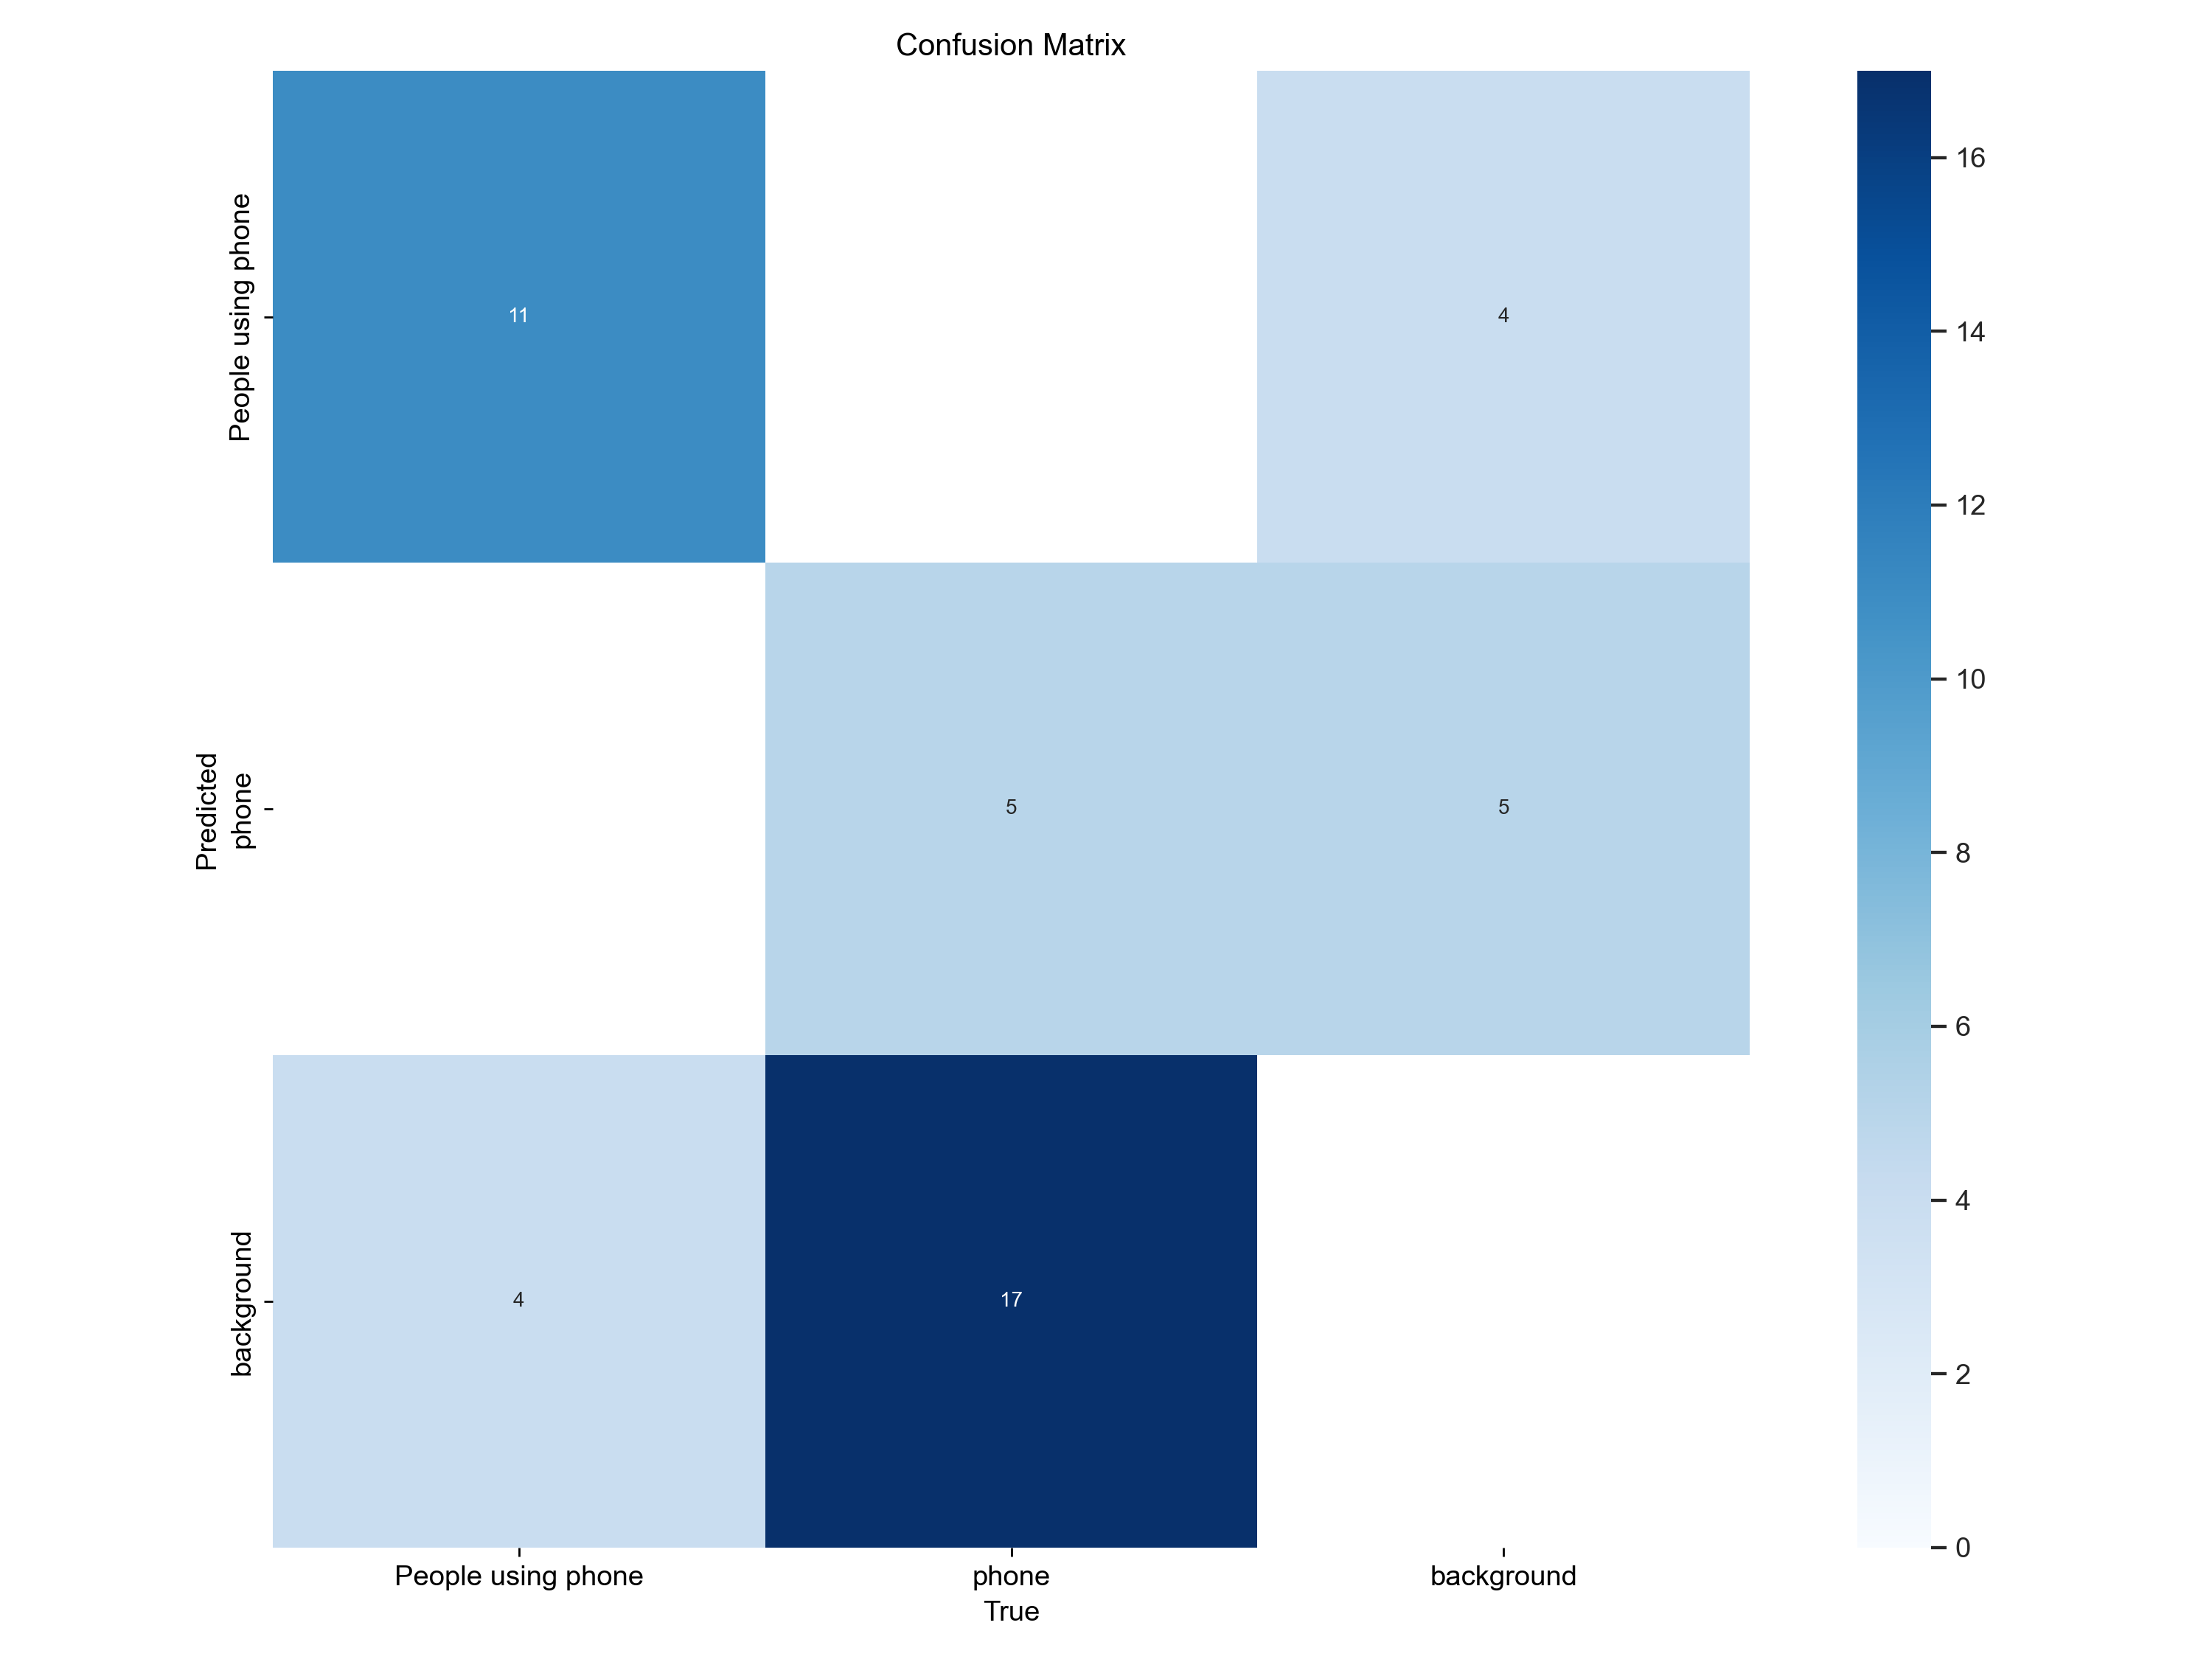 Confusion Matrix
People using phone
11
4
16
14
12
10
Predicted
phone
5
5
8
6
background
4
17
4
2
0
People using phone
phone
background
True